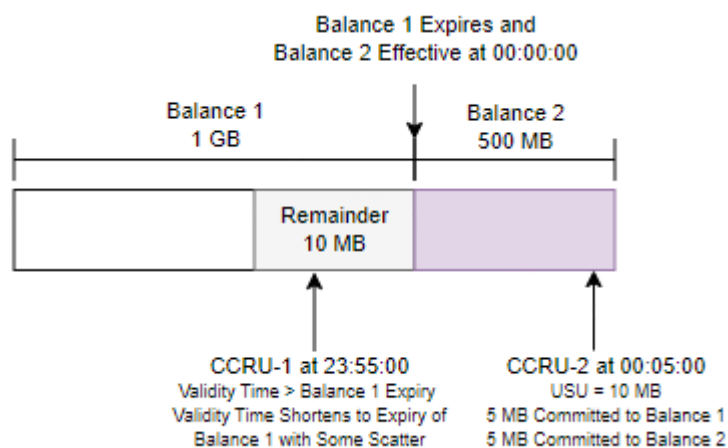 Balance 1 Expires and
Balance 2 Effective at 00:00:00
Balance 1
1 GB
Balance 2
500 MB
Remainder
10 MB
CCRU-1 at 23:55:00
Validity Time > Balance 1 Expiry
Validity Time Shortens to Expiry of
Balance 1 with Some Scatter
CCRU-2 at 00:05:00
USU = 10 MB
5 MB Committed to Balance 1
5 MB Committed to Balance 2